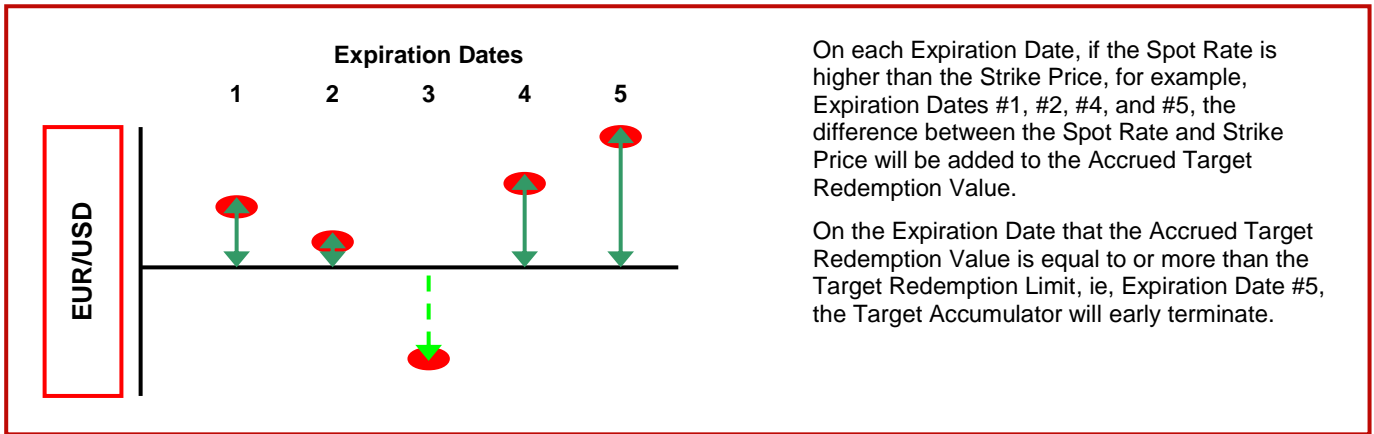 Expiration Dates
1 2 3 4 5
EUR/USD
On each Expiration Date, if the Spot Rate is
higher than the Strike Price, for example,
Expiration Dates #1, #2, #4, and #5, the
difference between the Spot Rate and Strike
Price will be added to the Accrued Target
Redemption Value.
On the Expiration Date that the Accrued Target
Redemption Value is equal to or more than the
Target Redemption Limit, ie, Expiration Date #5,
the Target Accumulator will early terminate.